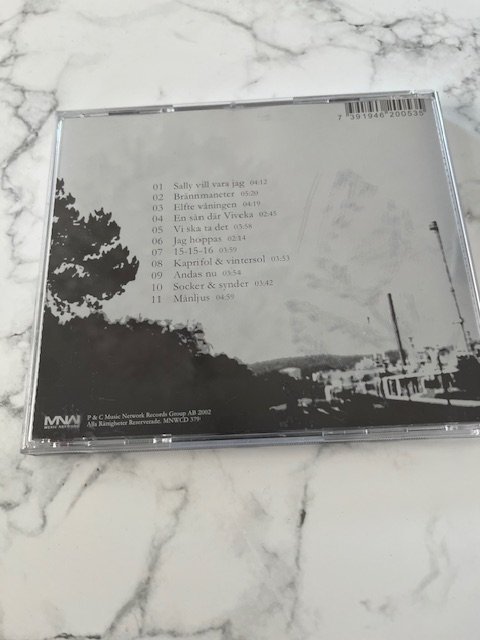 7 391946 200535
01 Sally vill vara jag 04:12
02 Brännmaneter 05:20
03 Elfte våningen 04:19
04 En sån där Viveka 02:45
05 Vi ska ta det 03:58
06 Jag hoppas 02:14
07 15-15-16 03:59
08 Kaprifol & vintersol 03:53
09 Andas nu 03:54
10 Socker & synder 03:42
11 Månljus 04:59
MNW
MUSIC NETWORK
P & C Music Network Records Group AB 2002
Alla Rättigheter Reserverade. MNWCD 379